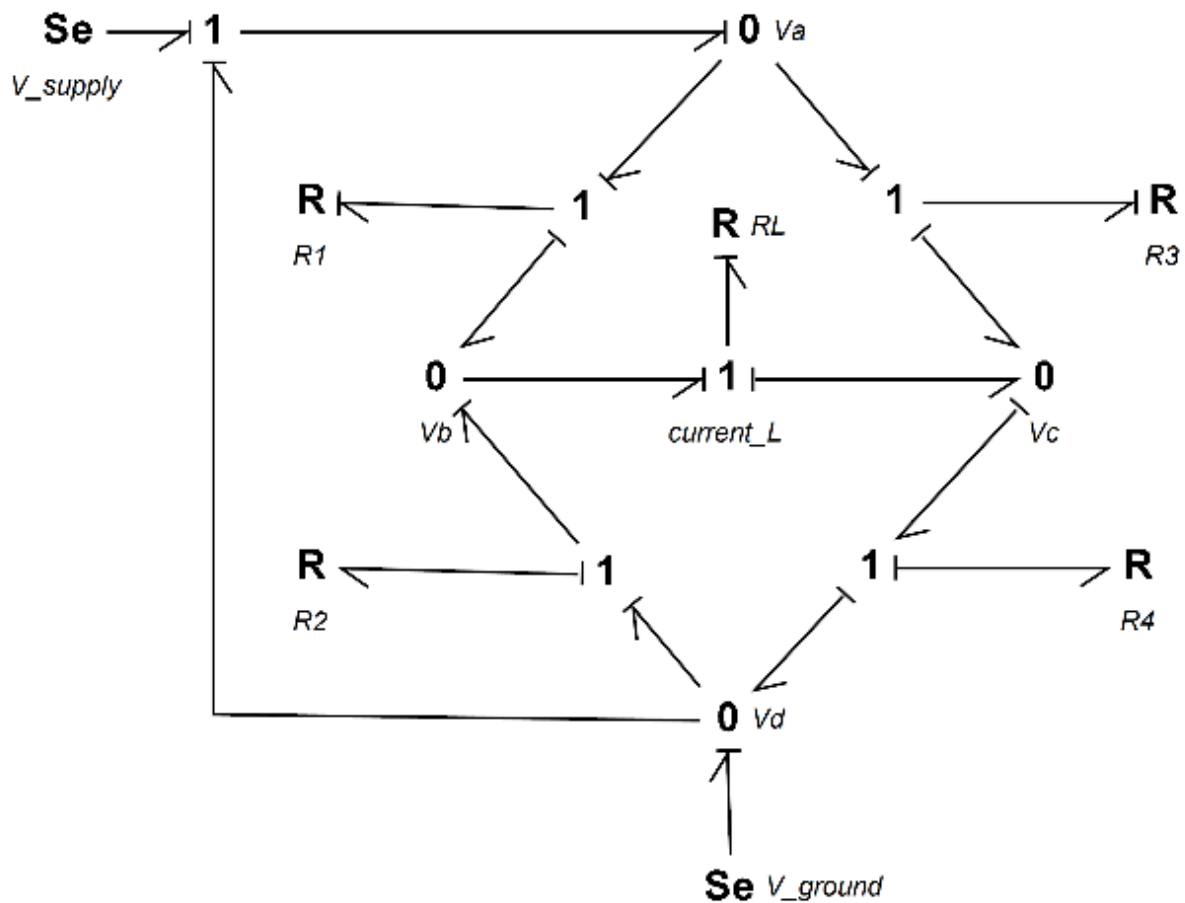 Se 1 0 Va
V_supply
R 1 1 R
R RL
R1 R3
0 1 0
Vb current_L Vc
R 1 1 R
R2 R4
0 Vd
Se V_ground